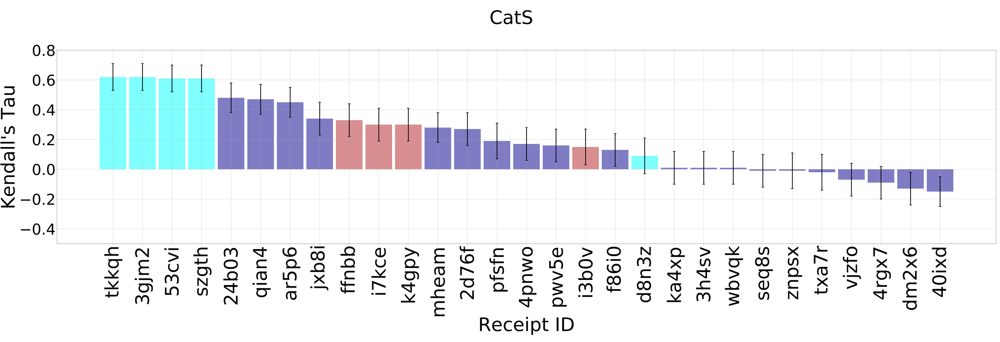 CatS
Kendall's Tau
0.8
0.6
0.4
0.2
0.0
−0.2
−0.4
tkkqh
3gjm2
53cvi
szgth
24b03
qian4
ar5p6
jxb8i
ffnbb
i7kce
k4gpy
mheam
2d76f
pfsfn
4pnwo
pwv5e
i3b0v
f86i0
d8n3z
ka4xp
3h4sv
wbvqk
seq8s
znpsx
txa7r
vjzfo
4rgx7
dm2x6
40ixd
Receipt ID